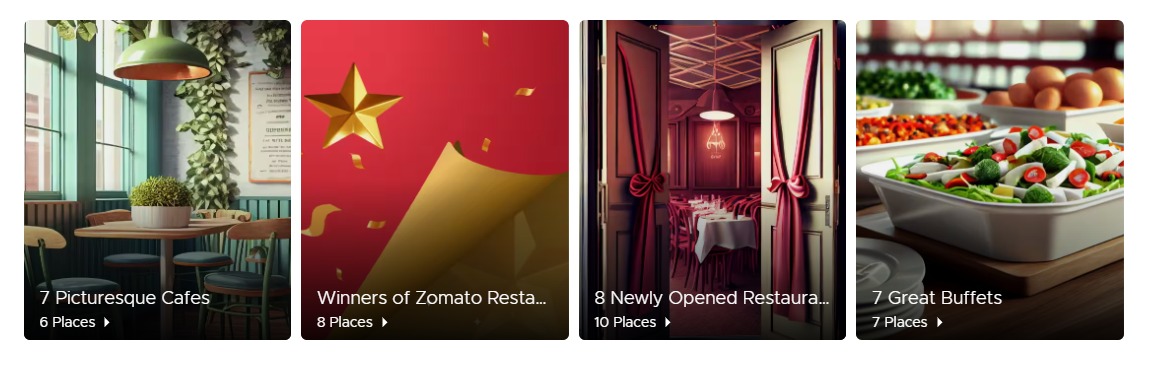 7 Picturesque Cafes
6 Places
Winners of Zomato Resta...
8 Places
8 Newly Opened Restaura...
10 Places
7 Great Buffets
7 Places